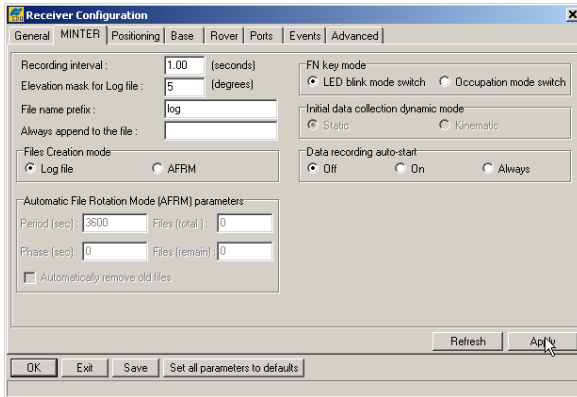 Receiver Configuration
General MINTER Positioning Base Rover Ports Events Advanced
Recording interval : 1.00 (seconds)
Elevation mask for Log file : 5 (degrees)
File name prefix : log
Always append to the file :
Files Creation mode
Log file AFRM
Automatic File Rotation Mode (AFRM) parameters
Period (sec) : 3600 Files (total ) : 0
Phase (sec): 0 Files (remain) : 0
Automatically remove old files
FN key mode
LED blink mode switch Occupation mode switch
Initial data collection dynamic mode
Static Kinematic
Data recording auto-start
Off On Always
Refresh Apply
OK Exit Save Set all parameters to defaults